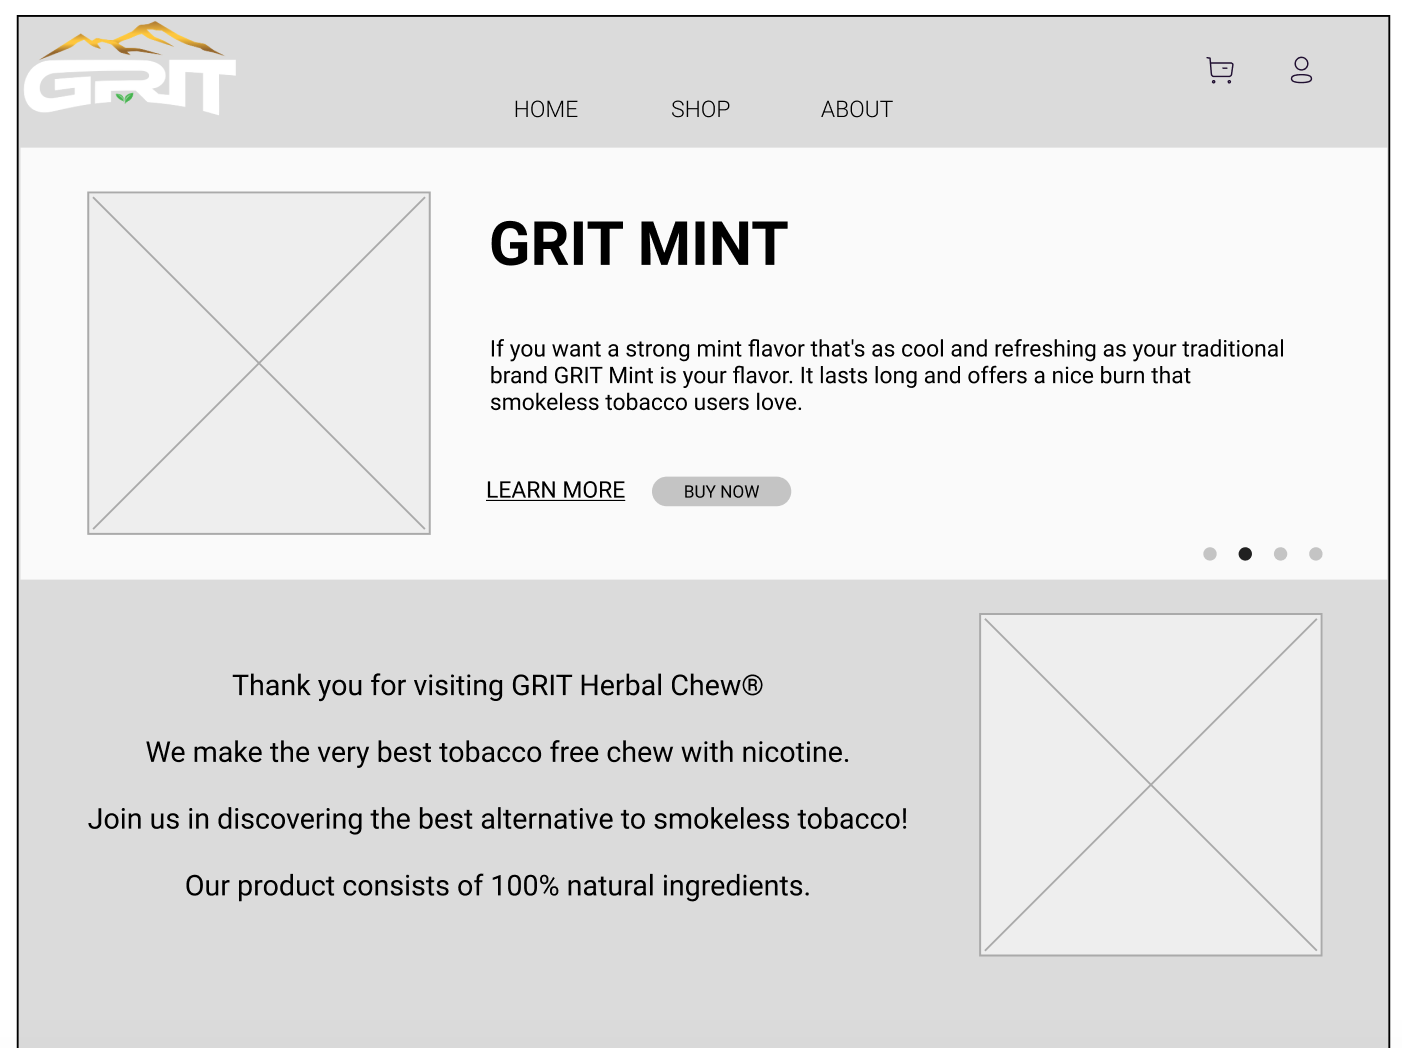 GRIT
HOME SHOP ABOUT
GRIT MINT
If you want a strong mint flavor that's as cool and refreshing as your traditional
brand GRIT Mint is your flavor. It lasts long and offers a nice burn that
smokeless tobacco users love.
LEARN MORE BUY NOW
Thank you for visiting GRIT Herbal Chew®
We make the very best tobacco free chew with nicotine.
Join us in discovering the best alternative to smokeless tobacco!
Our product consists of 100% natural ingredients.